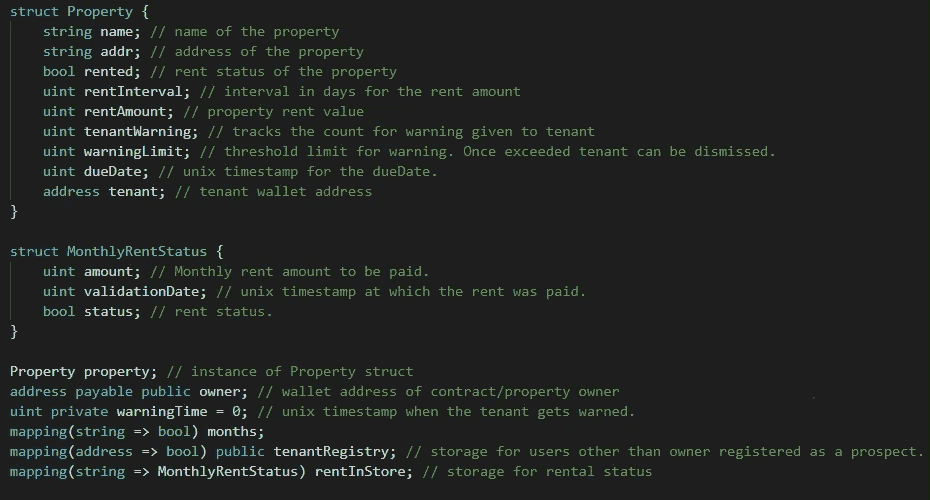 struct Property {
    string name; // name of the property
    string addr; // address of the property
    bool rented; // rent status of the property
    uint rentInterval; // interval in days for the rent amount
    uint rentAmount; // property rent value
    uint tenantWarning; // tracks the count for warning given to tenant
    uint warningLimit; // threshold limit for warning. Once exceeded tenant can be dismissed.
    uint dueDate; // unix timestamp for the dueDate.
    address tenant; // tenant wallet address
}

struct MonthlyRentStatus {
    uint amount; // Monthly rent amount to be paid.
    uint validationDate; // unix timestamp at which the rent was paid.
    bool status; // rent status.
}

Property property; // instance of Property struct
address payable public owner; // wallet address of contract/property owner
uint private warningTime = 0; // unix timestamp when the tenant gets warned.
mapping(string => bool) months;
mapping(address => bool) public tenantRegistry; // storage for users other than owner registered as a prospect.
mapping(string => MonthlyRentStatus) rentInStore; // storage for rental status